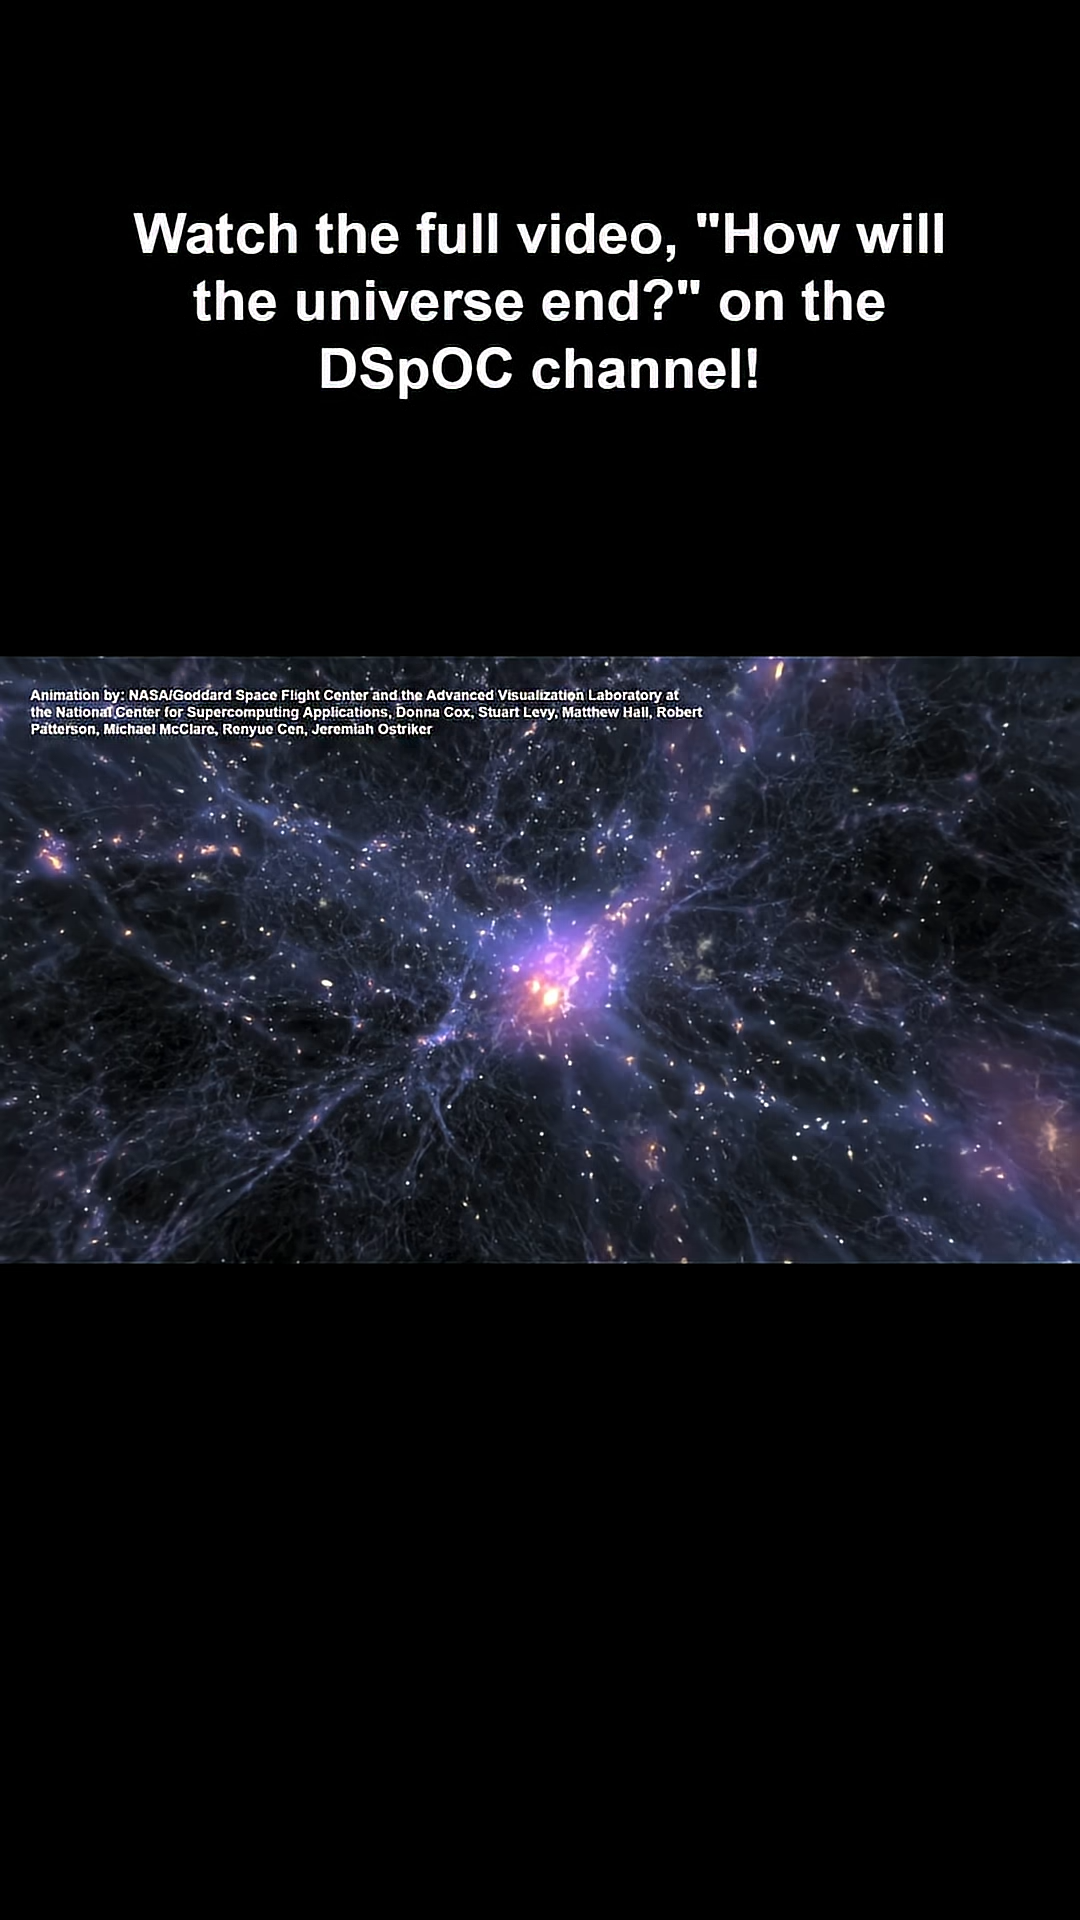 Watch the full video, "How will
the universe end?" on the
DSpOC channel!
Animation by: NASA/Goddard Space Flight Center and the Advanced Visualization Laboratory at
the National Center for Supercomputing Applications, Donna Cox, Stuart Levy, Matthew Hall, Robert
Patterson, Michael McClare, Renyue Cen, Jeremiah Ostriker